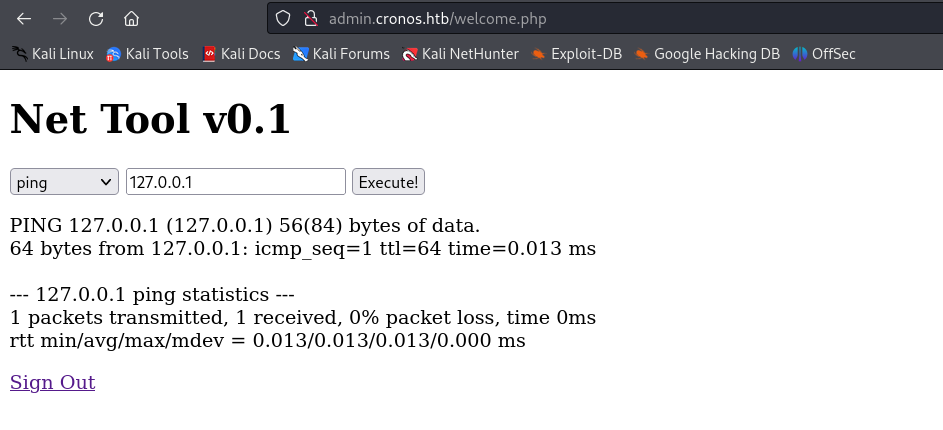 admin.cronos.htb/welcome.php
Kali Linux Kali Tools Kali Docs Kali Forums Kali NetHunter Exploit-DB Google Hacking DB OffSec
Net Tool v0.1
ping 127.0.0.1 Execute!
PING 127.0.0.1 (127.0.0.1) 56(84) bytes of data.
64 bytes from 127.0.0.1: icmp_seq=1 ttl=64 time=0.013 ms
--- 127.0.0.1 ping statistics ---
1 packets transmitted, 1 received, 0% packet loss, time 0ms
rtt min/avg/max/mdev = 0.013/0.013/0.013/0.000 ms
Sign Out